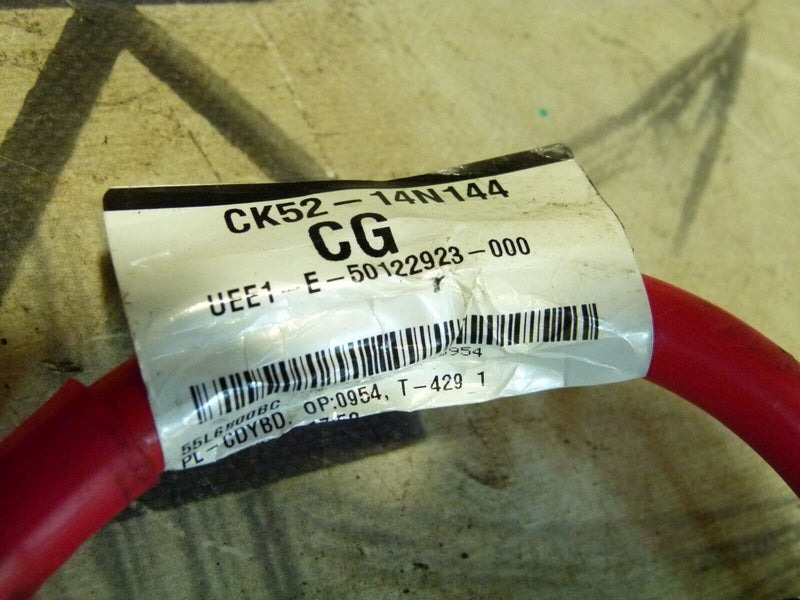 CK52-14N144
CG
UEE1-E-50122923-000
0954
PL-CDYBD, OP:0954, T-429 1